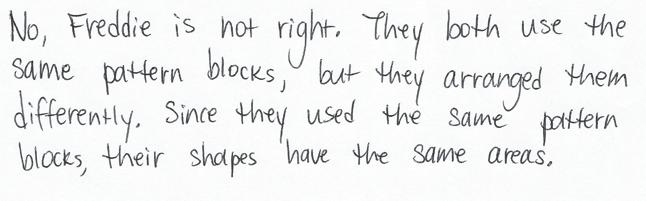 No, Freddie is not right. They both use the
same pattern blocks, but they arranged them
differently. Since they used the same pattern
blocks, their shapes have the same areas.